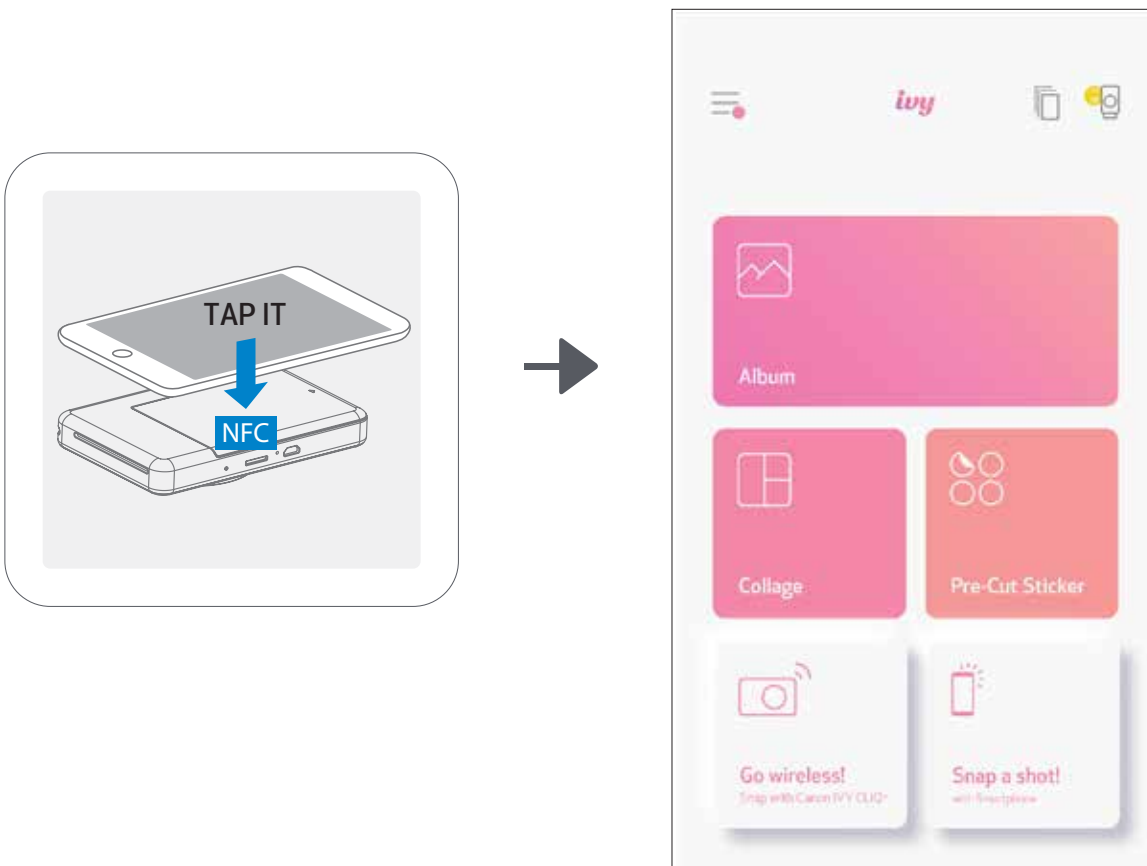 TAP IT
NFC
ivy
Album
Collage
Pre-Cut Sticker
Go wireless!
Snap with Canon IVY CLIQ+
Snap a shot!
with Smartphone